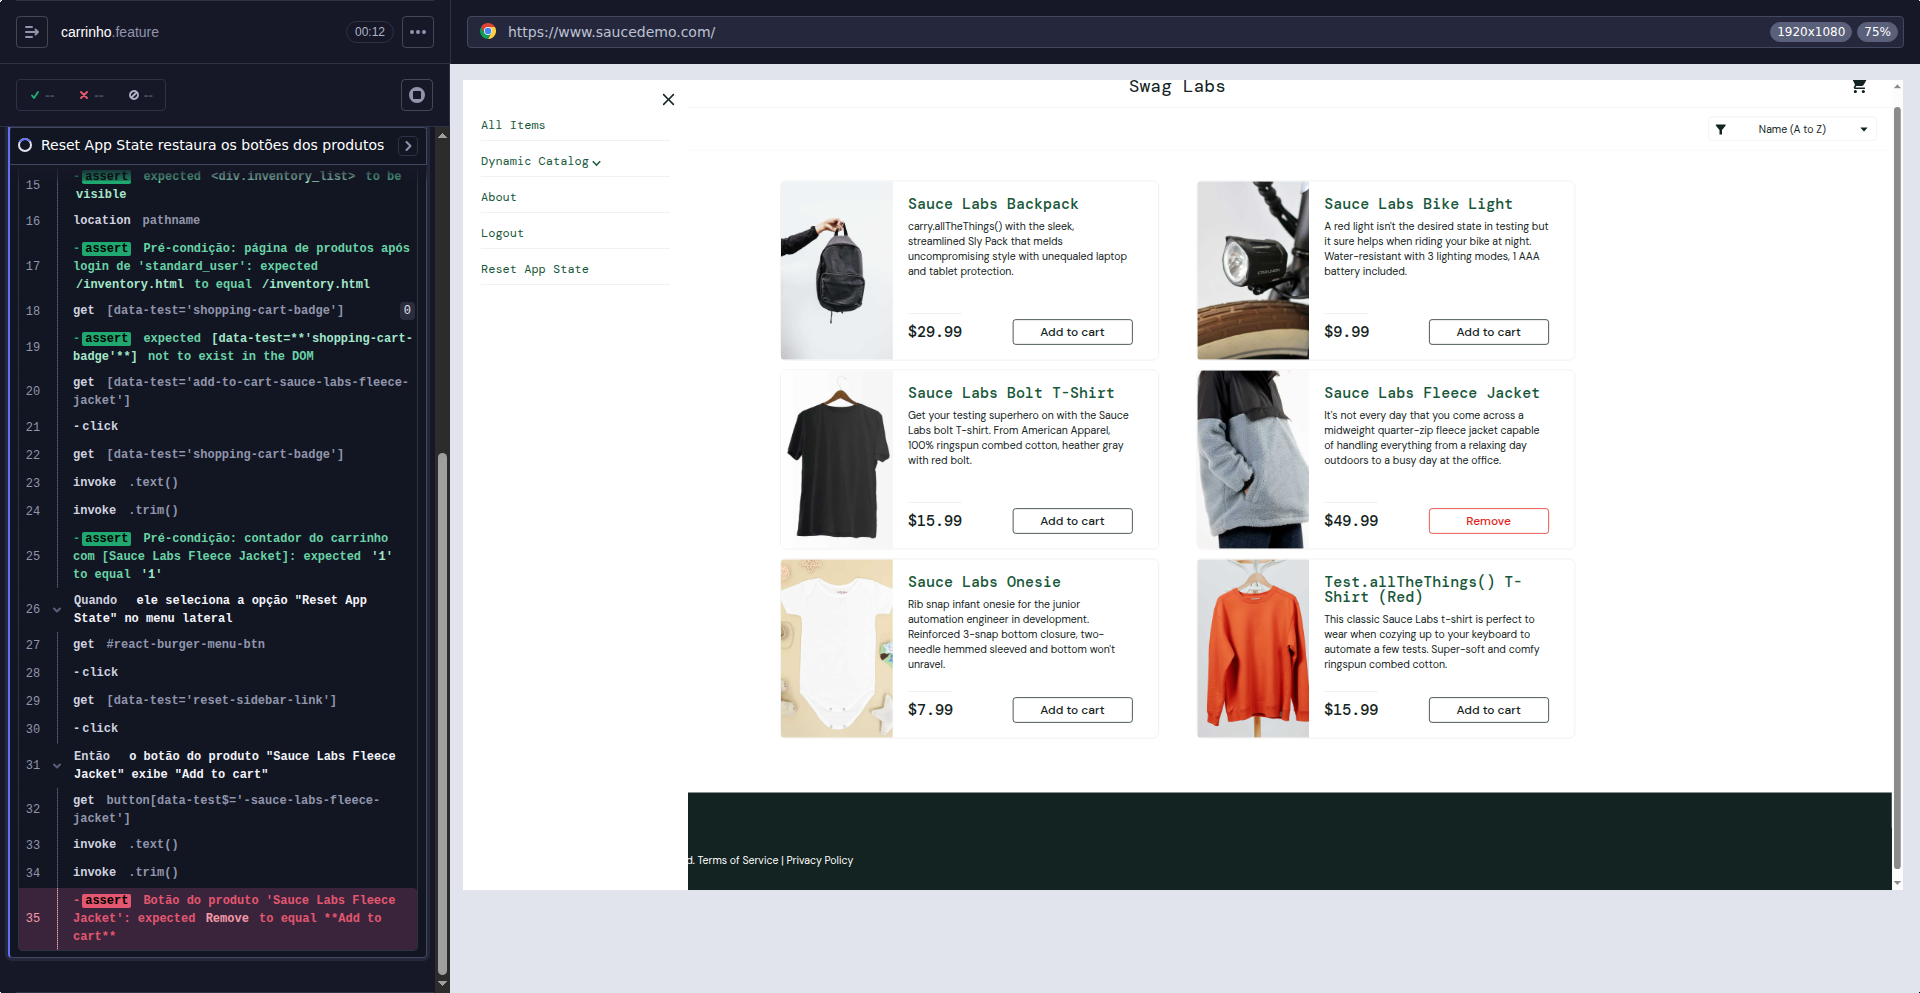 carrinho.feature
00:12
https://www.saucedemo.com/
1920x1080
75%
--
--
--
Reset App State restaura os botões dos produtos
15
-assert expected <div.inventory_list> to be
visible
16 location pathname
-assert Pré-condição: página de produtos após
17 login de 'standard_user': expected
/inventory.html to equal /inventory.html
18 get [data-test='shopping-cart-badge'] 0
19 -assert expected [data-test=**'shopping-cart-
badge'**] not to exist in the DOM
20 get [data-test='add-to-cart-sauce-labs-fleece-
jacket']
21 -click
22 get [data-test='shopping-cart-badge']
23 invoke .text()
24 invoke .trim()
-assert Pré-condição: contador do carrinho
25 com [Sauce Labs Fleece Jacket]: expected '1'
to equal '1'
26 Quando ele seleciona a opção "Reset App
State" no menu lateral
27 get #react-burger-menu-btn
28 -click
29 get [data-test='reset-sidebar-link']
30 -click
31 Então o botão do produto "Sauce Labs Fleece
Jacket" exibe "Add to cart"
32 get button[data-test$='-sauce-labs-fleece-
jacket']
33 invoke .text()
34 invoke .trim()
-assert Botão do produto 'Sauce Labs Fleece
35 Jacket': expected Remove to equal **Add to
cart**
Swag Labs
All Items
Dynamic Catalog
About
Logout
Reset App State
Name (A to Z)
Sauce Labs Backpack
carry.allTheThings() with the sleek,
streamlined Sly Pack that melds
uncompromising style with unequaled laptop
and tablet protection.
$29.99
Add to cart
Sauce Labs Bike Light
A red light isn't the desired state in testing but
it sure helps when riding your bike at night.
Water-resistant with 3 lighting modes, 1 AAA
battery included.
$9.99
Add to cart
Sauce Labs Bolt T-Shirt
Get your testing superhero on with the Sauce
Labs bolt T-shirt. From American Apparel,
100% ringspun combed cotton, heather gray
with red bolt.
$15.99
Add to cart
Sauce Labs Fleece Jacket
It's not every day that you come across a
midweight quarter-zip fleece jacket capable
of handling everything from a relaxing day
outdoors to a busy day at the office.
$49.99
Remove
Sauce Labs Onesie
Rib snap infant onesie for the junior
automation engineer in development.
Reinforced 3-snap bottom closure, two-
needle hemmed sleeved and bottom won't
unravel.
$7.99
Add to cart
Test.allTheThings() T-
Shirt (Red)
This classic Sauce Labs t-shirt is perfect to
wear when cozying up to your keyboard to
automate a few tests. Super-soft and comfy
ringspun combed cotton.
$15.99
Add to cart
d. Terms of Service | Privacy Policy